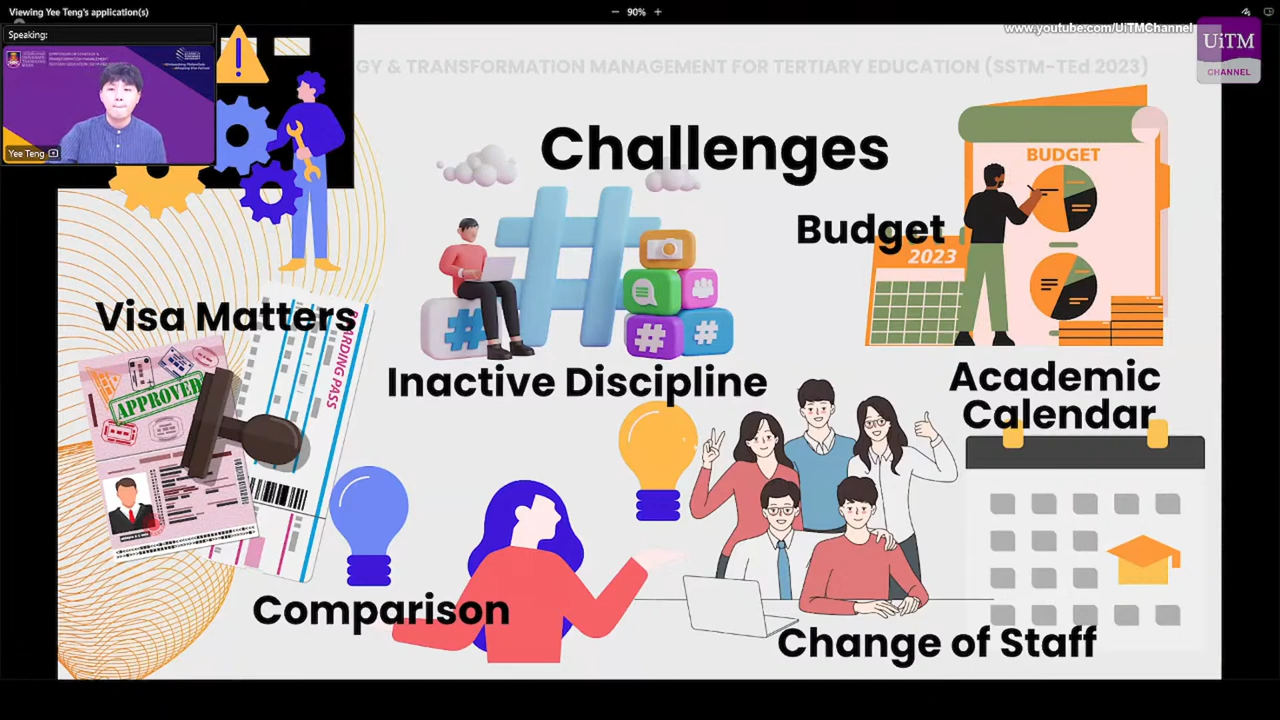 Viewing Yee Teng's application(s)
90%
Speaking:
www.youtube.com/UiTMChannel
UiTM
CHANNEL
GY & TRANSFORMATION MANAGEMENT FOR TERTIARY EDUCATION (SSTM-TEd 2023)
Yee Teng
Challenges
BUDGET
Budget
2023
Visa Matters
BOARDING PASS
APPROVED
Inactive Discipline
Academic
Calendar
Comparison
Change of Staff